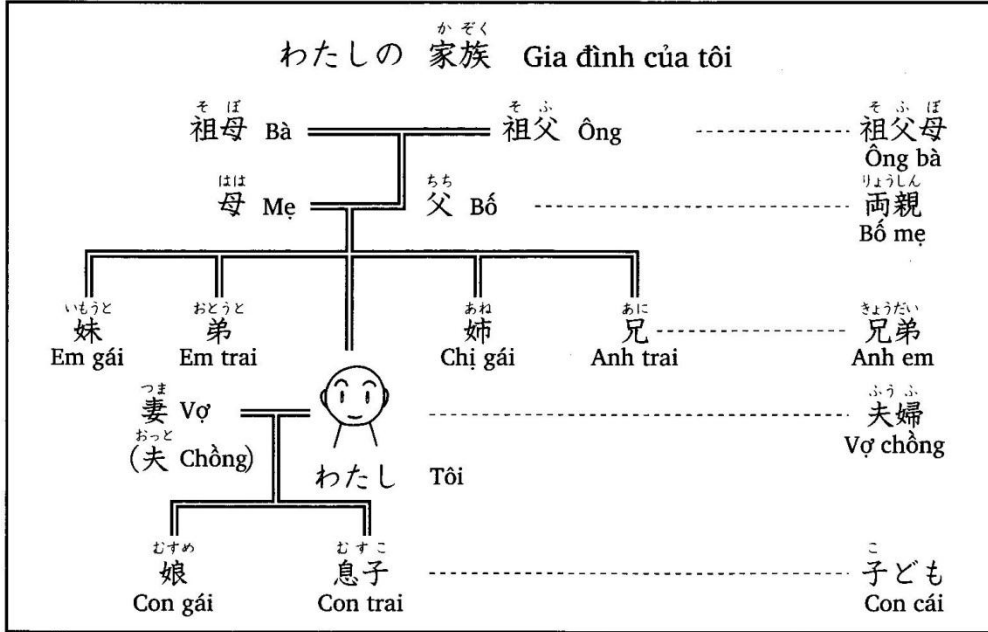 か ぞく
わたしの 家族 Gia đình của tôi
そ ぼ そ ふ そ ふ ぼ
祖母 Bà 祖父 Ông 祖父母
Ông bà
はは ちち りょうしん
母 Mẹ 父 Bố 両親
Bố mẹ
いもうと おとうと あね あに きょうだい
妹 弟 姉 兄 兄弟
Em gái Em trai Chị gái Anh trai Anh em
つま ふう ふ
妻 Vợ 夫婦
おっと Vợ chồng
(夫 Chồng)
わたし Tôi
むすめ むすこ こ
娘 息子 子ども
Con gái Con trai Con cái